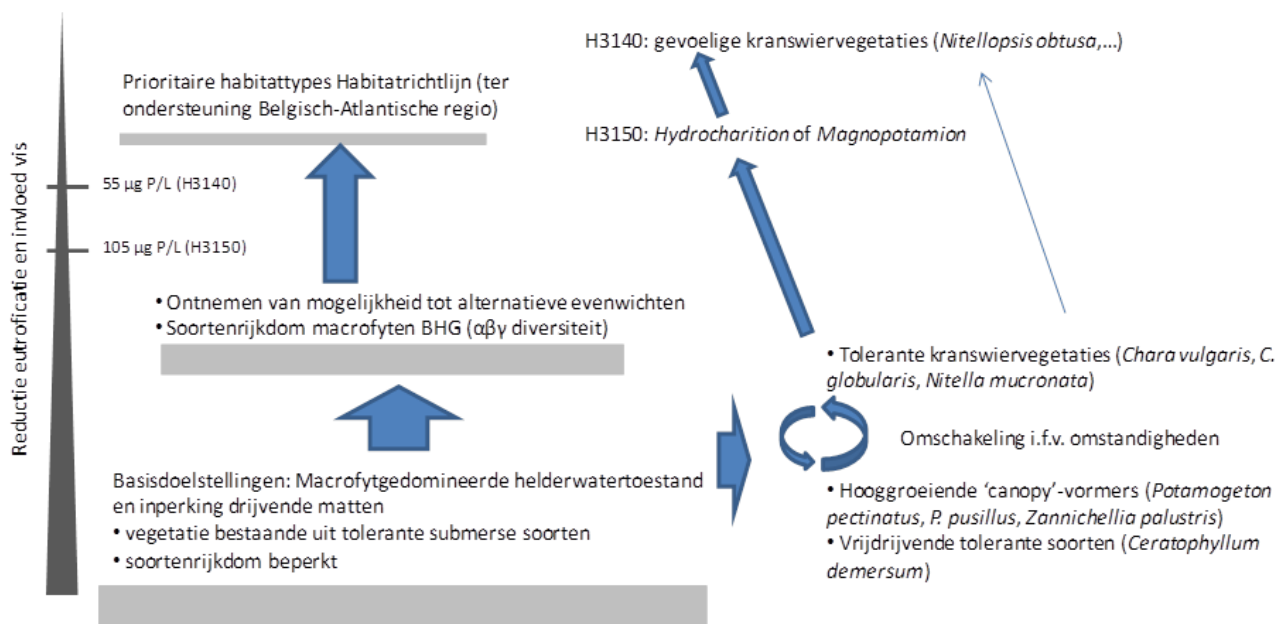 Reductie eutroficatie en invloed vis
Prioritaire habitattypes Habitatrichtlijn (ter
ondersteuning Belgisch-Atlantische regio)
55 µg P/L (H3140)
105 µg P/L (H3150)
• Ontnemen van mogelijkheid tot alternatieve evenwichten
• Soortenrijkdom macrofyten BHG (αβγ diversiteit)
Basisdoelstellingen: Macrofytgedomineerde helderwatertoestand
en inperking drijvende matten
• vegetatie bestaande uit tolerante submerse soorten
• soortenrijkdom beperkt
H3140: gevoelige kranswiervegetaties (Nitellopsis obtusa,...)
H3150: Hydrocharition of Magnopotamion
• Tolerante kranswiervegetaties (Chara vulgaris, C.
globularis, Nitella mucronata)
Omschakeling i.f.v. omstandigheden
• Hooggroeiende ‘canopy’-vormers (Potamogeton
pectinatus, P. pusillus, Zannichellia palustris)
• Vrijdrijvende tolerante soorten (Ceratophyllum
demersum)